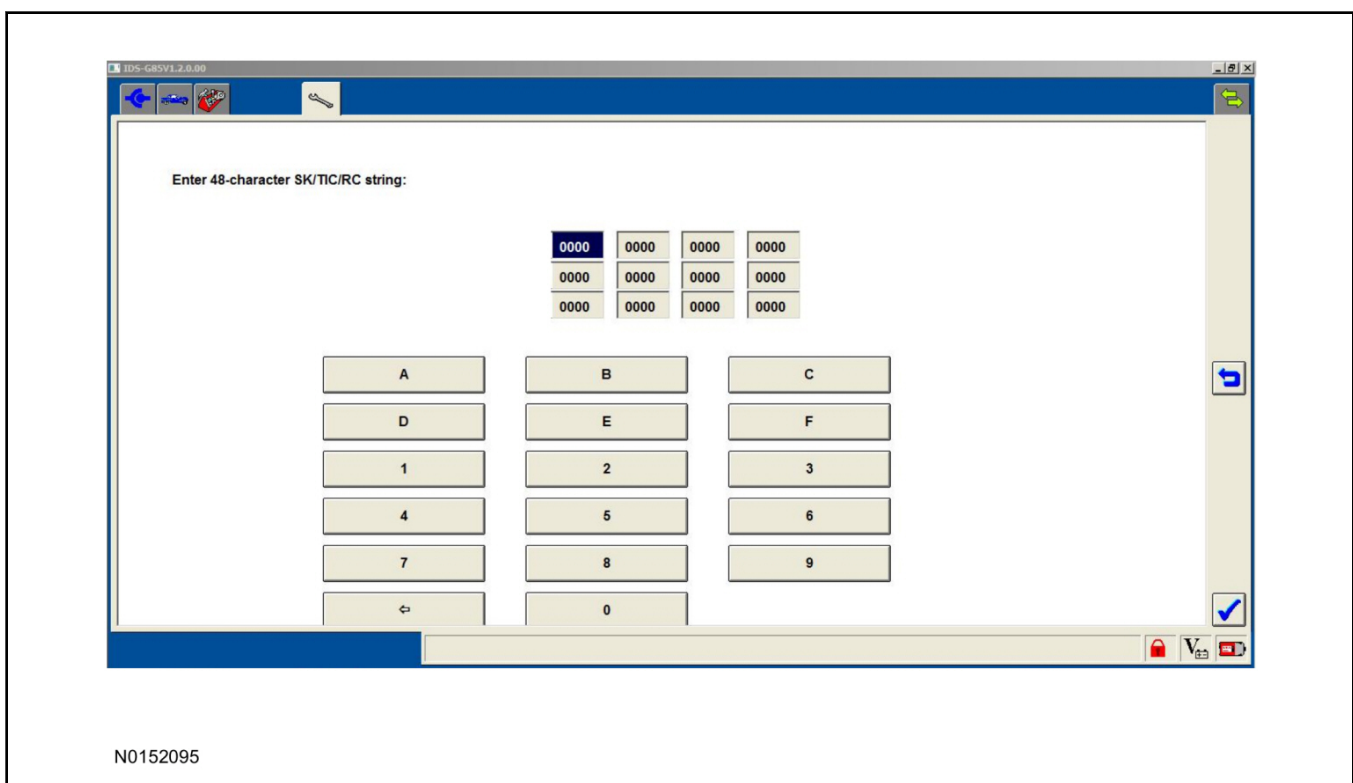 IDS-G85V1.2.0.00
Enter 48-character SK/TIC/RC string:
0000 0000 0000 0000
0000 0000 0000 0000
0000 0000 0000 0000
A B C
D E F
1 2 3
4 5 6
7 8 9
⇦ 0
V
N0152095